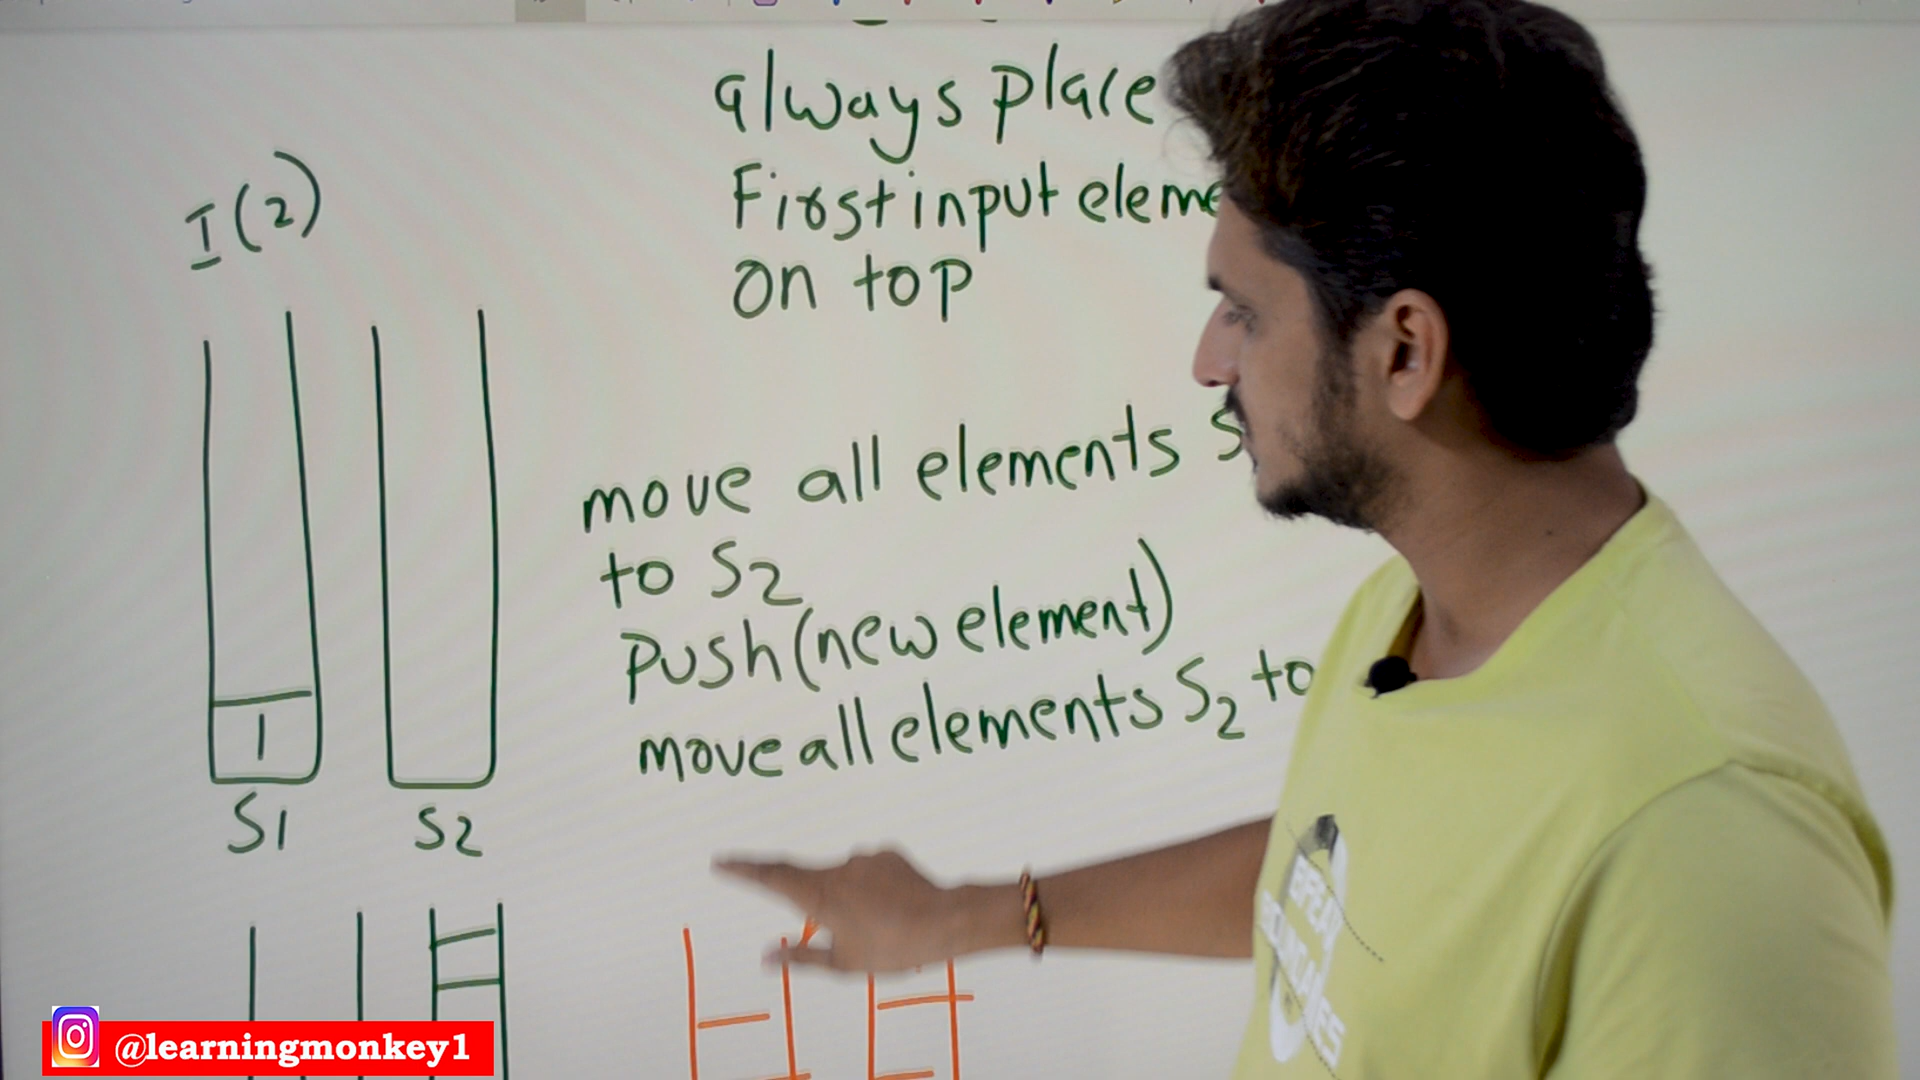 always place
First input eleme
on top
I(2)
move all elements S
to S2
push(new element)
move all elements S2 to
1
S1
S2
@learningmonkey1